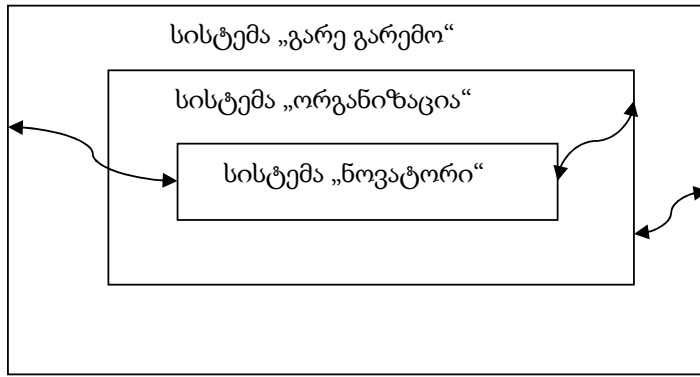 სისტემა „გარე გარემო“
სისტემა „ორგანიზაცია“
სისტემა „ნოვატორი“